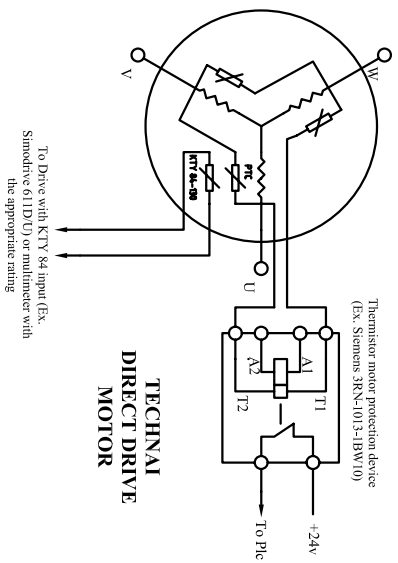 V
W
KTY 84-130
PTC
U
To Drive with KTY 84 input (Ex.
Simodrive 611D/U) or multimeter with
the appropriate rating
Thermistor motor protection device
(Ex. Siemens 3RN-1013-1BW10)
A1
A2
T1
T2
+24v
To Plc
TECHNAI
DIRECT DRIVE
MOTOR